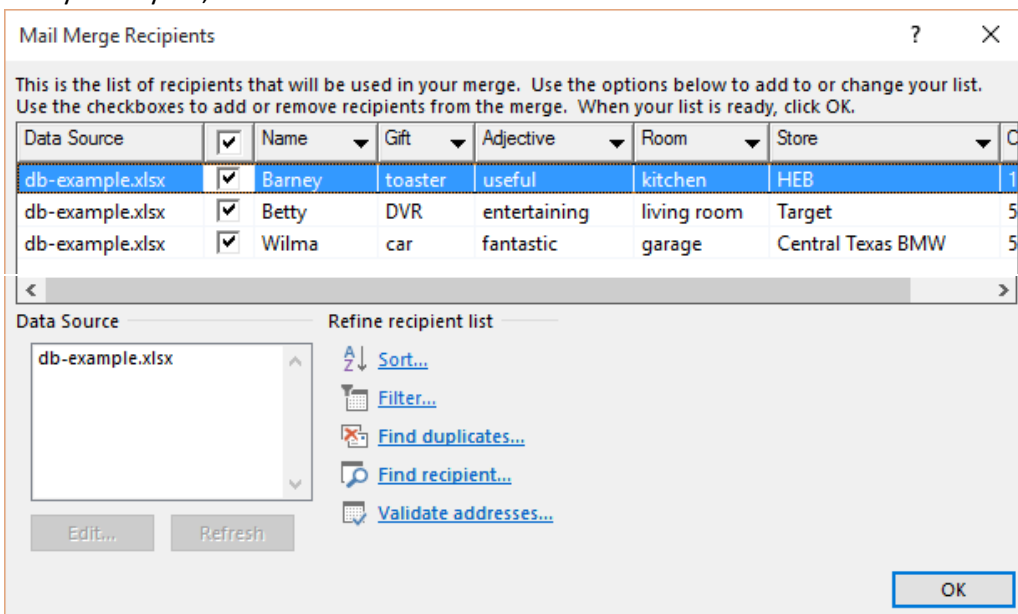 Mail Merge Recipients ? X
This is the list of recipients that will be used in your merge. Use the options below to add to or change your list.
Use the checkboxes to add or remove recipients from the merge. When your list is ready, click OK.
Data Source Name Gift Adjective Room Store
db-example.xlsx Barney toaster useful kitchen HEB 1
db-example.xlsx Betty DVR entertaining living room Target 5
db-example.xlsx Wilma car fantastic garage Central Texas BMW 5
Data Source Refine recipient list
db-example.xlsx
Sort...
Filter...
Find duplicates...
Find recipient...
Validate addresses...
Edit... Refresh
OK